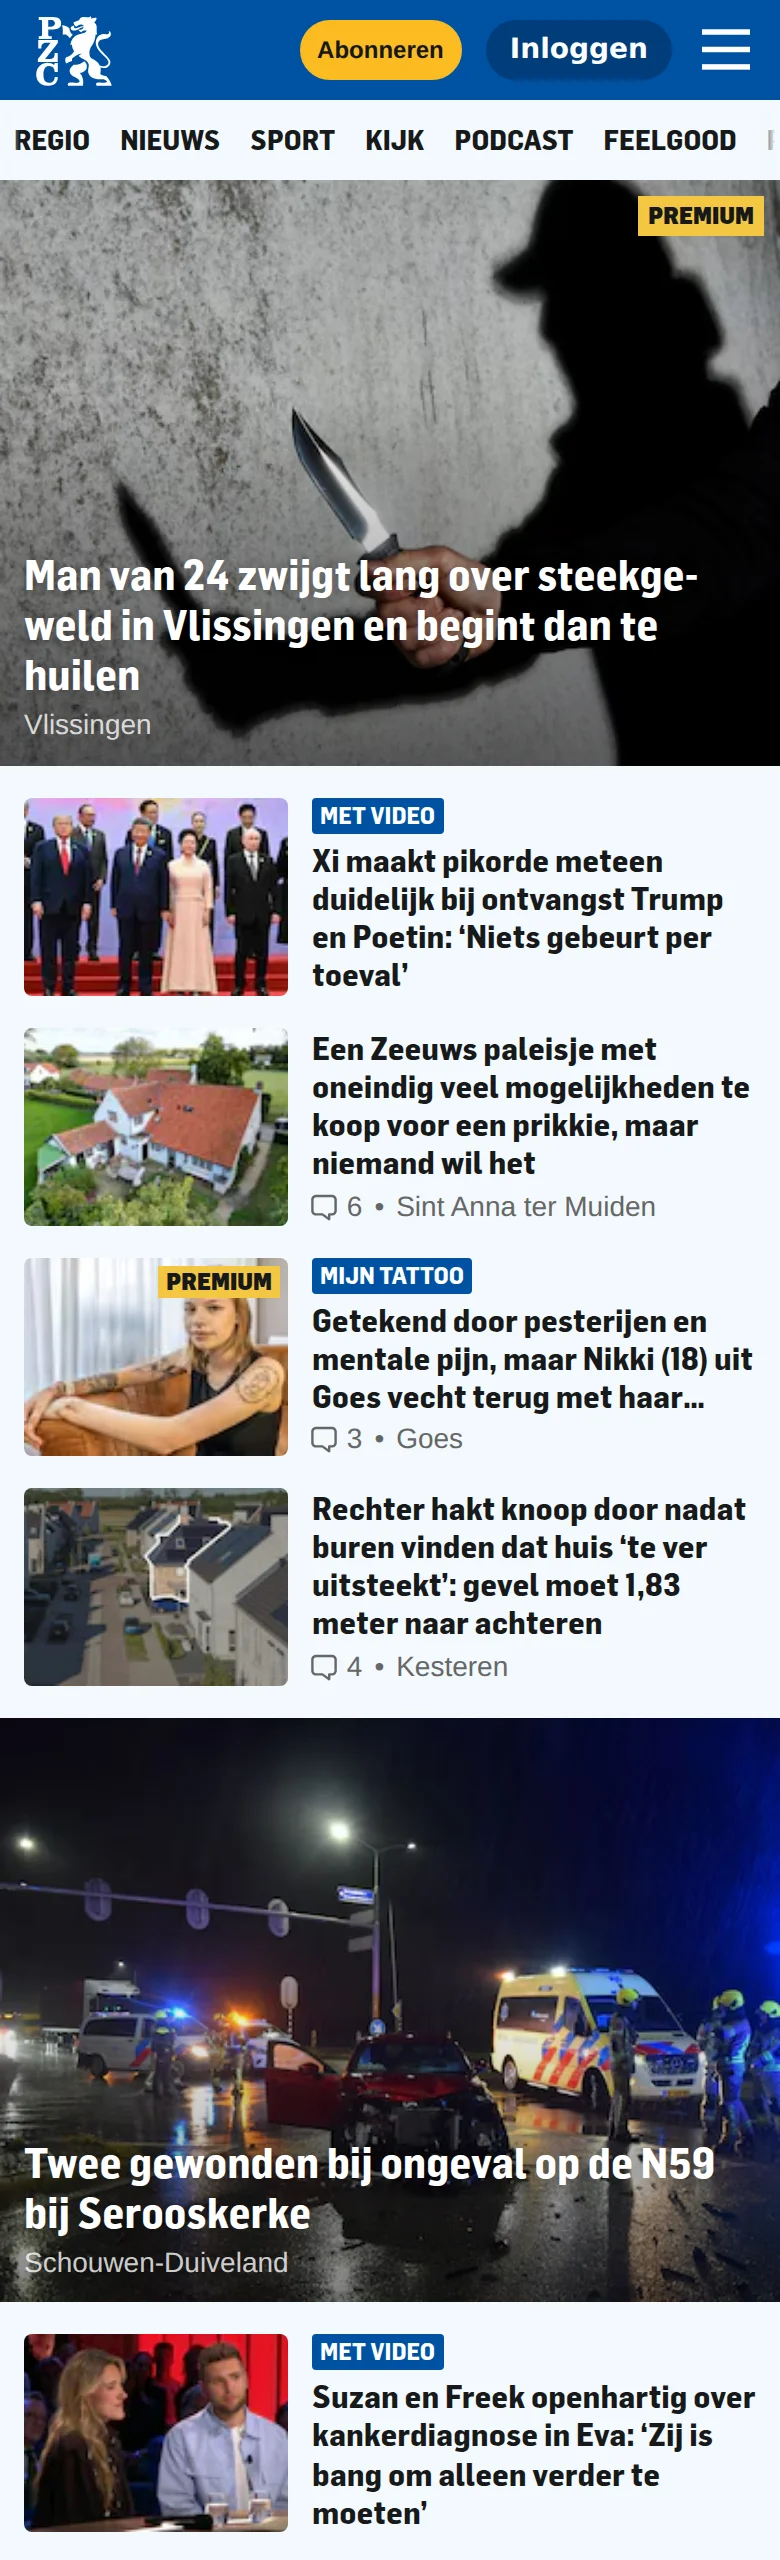 PZC
Abonneren
Inloggen
REGIO NIEUWS SPORT KIJK PODCAST FEELGOOD
PREMIUM
Man van 24 zwijgt lang over steekge-
weld in Vlissingen en begint dan te
huilen
Vlissingen
MET VIDEO
Xi maakt pikorde meteen
duidelijk bij ontvangst Trump
en Poetin: ‘Niets gebeurt per
toeval’
Een Zeeuws paleisje met
oneindig veel mogelijkheden te
koop voor een prikkie, maar
niemand wil het
6 • Sint Anna ter Muiden
PREMIUM
MIJN TATTOO
Getekend door pesterijen en
mentale pijn, maar Nikki (18) uit
Goes vecht terug met haar...
3 • Goes
Rechter hakt knoop door nadat
buren vinden dat huis ‘te ver
uitsteekt’: gevel moet 1,83
meter naar achteren
4 • Kesteren
Twee gewonden bij ongeval op de N59
bij Serooskerke
Schouwen-Duiveland
MET VIDEO
Suzan en Freek openhartig over
kankerdiagnose in Eva: ‘Zij is
bang om alleen verder te
moeten’